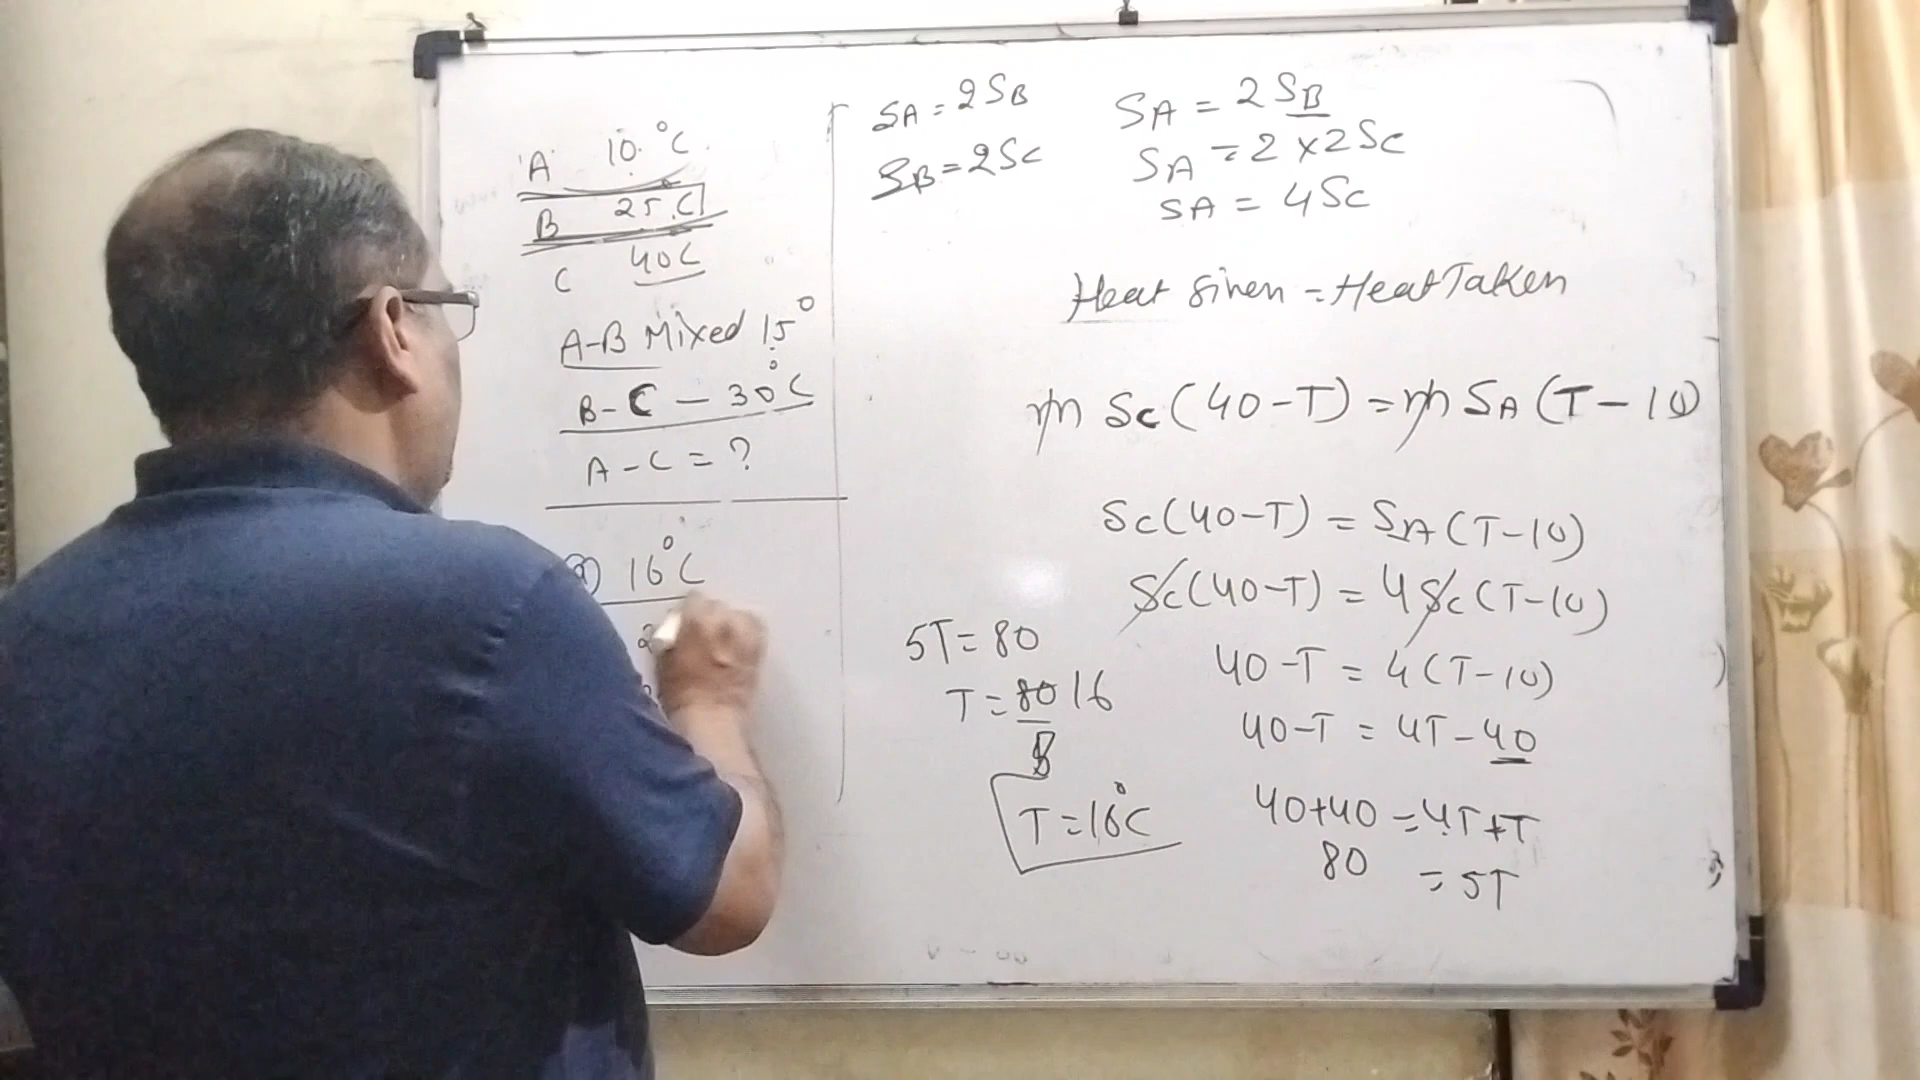 A 10°C
B 25°C
C 40C
A-B Mixed 15°
B-C — 30°C
A-C = ?
a) 16°C
2
SA = 2SB
SB = 2SC
SA = 2SB
SA = 2×2SC
SA = 4SC
Heat Given = Heat Taken
m SC(40-T) = m SA(T-10)
SC(40-T) = SA(T-10)
SC(40-T) = 4SC(T-10)
40-T = 4(T-10)
40-T = 4T-40
40+40 = 4T+T
80 = 5T
5T = 80
T = 80 16
5
T = 16°C